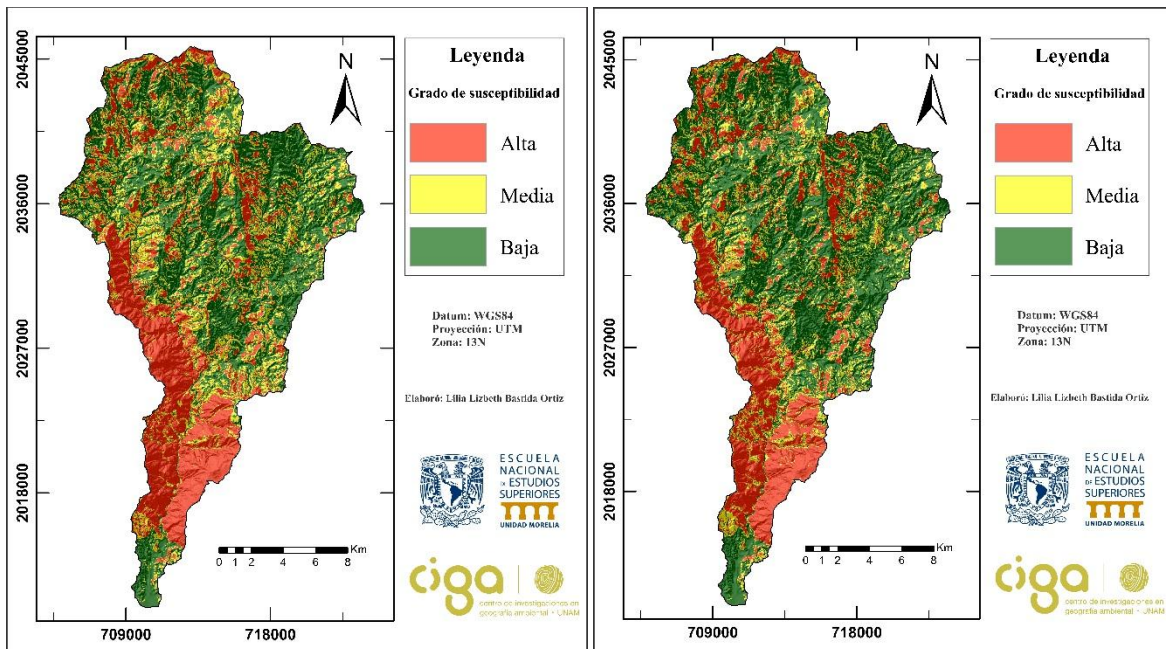 2045000
2036000
2027000
2018000
709000
718000
N
0 1 2 4 6 8 Km
Leyenda
Grado de susceptibilidad
Alta
Media
Baja
Datum: WGS84
Proyección: UTM
Zona: 13N
Elaboró: Lilia Lizbeth Bastida Ortiz
ESCUELA
NACIONAL
DE ESTUDIOS
SUPERIORES
UNIDAD MORELIA
ciga
centro de investigaciones en
geografía ambiental • UNAM
2045000
2036000
2027000
2018000
709000
718000
N
0 1 2 4 6 8 Km
Leyenda
Grado de susceptibilidad
Alta
Media
Baja
Datum: WGS84
Proyección: UTM
Zona: 13N
Elaboró: Lilia Lizbeth Bastida Ortiz
ESCUELA
NACIONAL
DE ESTUDIOS
SUPERIORES
UNIDAD MORELIA
ciga
centro de investigaciones en
geografía ambiental • UNAM